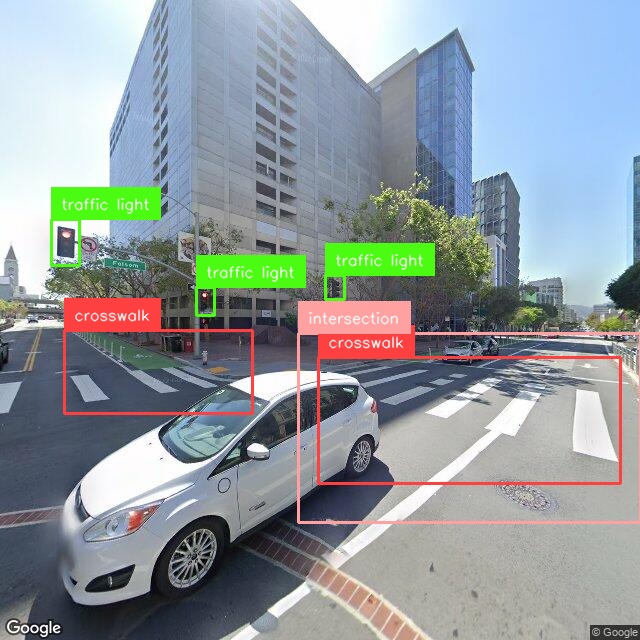 traffic light
Folsom
traffic light
traffic light
crosswalk
intersection
crosswalk
Google
© Google